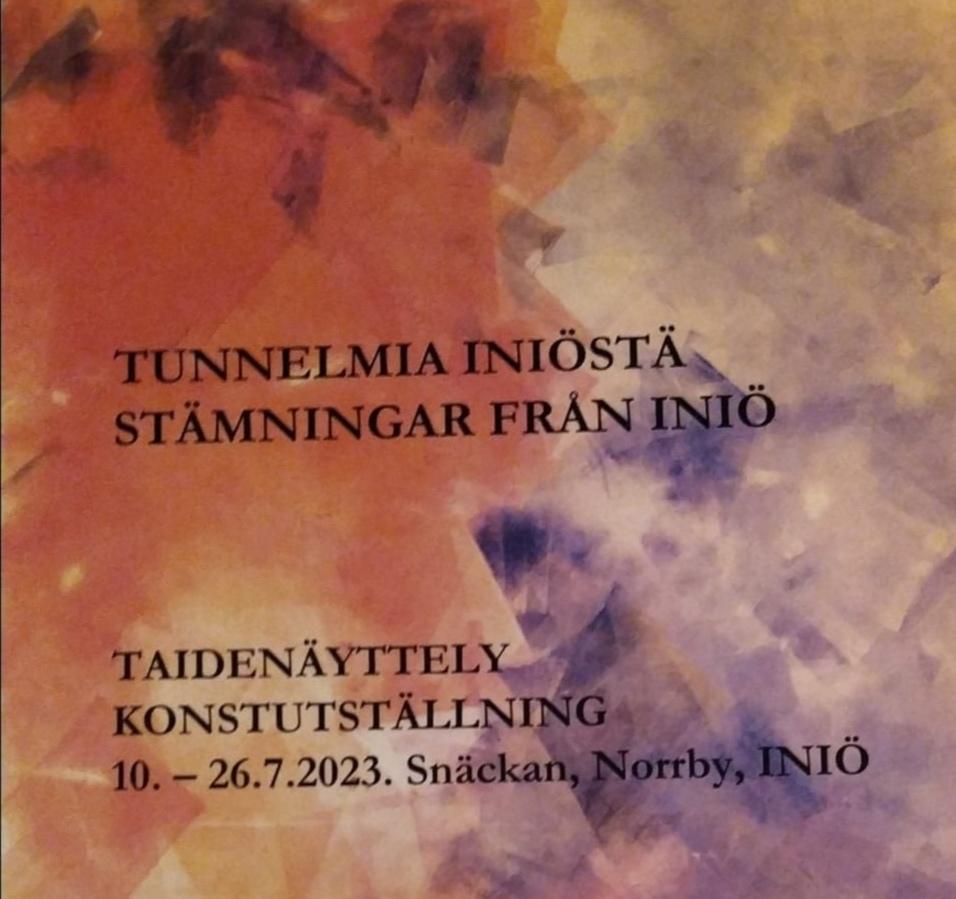 TUNNELMIA INIÖSTÄ
STÄMNINGAR FRÅN INIÖ
TAIDENÄYTTELY
KONSTUTSTÄLLNING
10. – 26.7.2023. Snäckan, Norrby, INIÖ